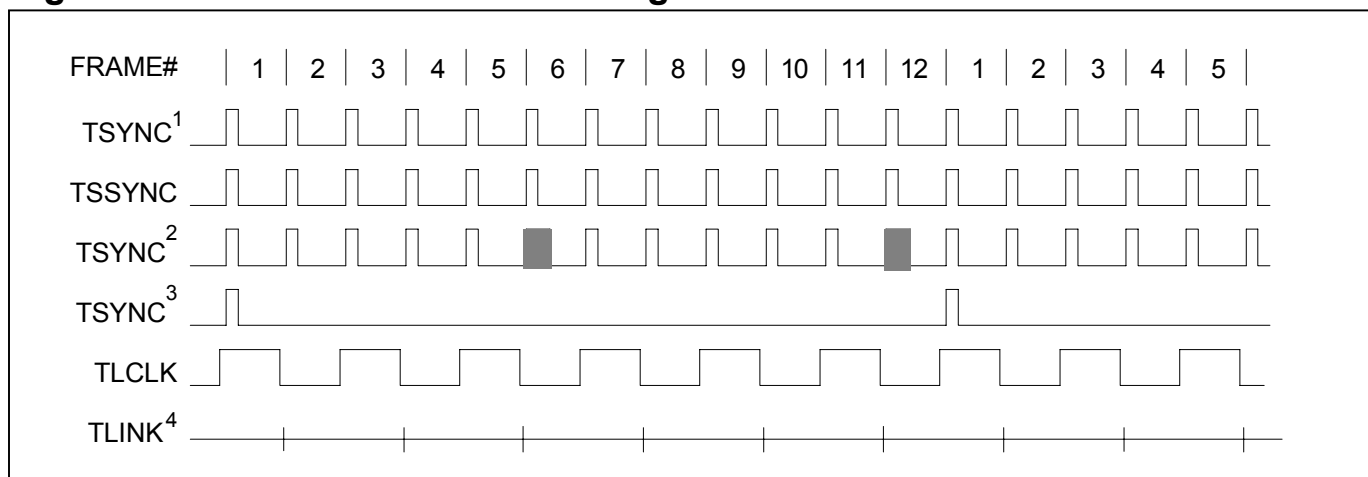 FRAME# 1 2 3 4 5 6 7 8 9 10 11 12 1 2 3 4 5
TSYNC1
TSSYNC
TSYNC2
TSYNC3
TLCLK
TLINK4